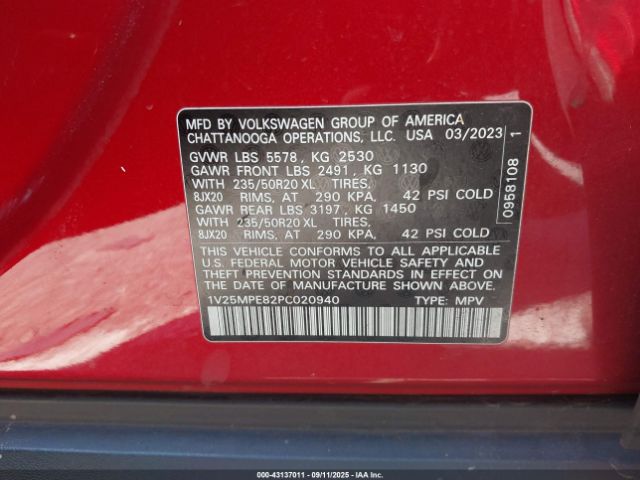 MFD BY VOLKSWAGEN GROUP OF AMERICA
CHATTANOOGA OPERATIONS, LLC. USA 03/2023
GVWR LBS 5578, KG 2530
GAWR FRONT LBS 2491, KG 1130
WITH 235/50R20 XL TIRES,
8JX20 RIMS, AT 290 KPA, 42 PSI COLD
GAWR REAR LBS 3197, KG 1450
WITH 235/50R20 XL TIRES,
8JX20 RIMS, AT 290 KPA, 42 PSI COLD
THIS VEHICLE CONFORMS TO ALL APPLICABLE
U.S. FEDERAL MOTOR VEHICLE SAFETY AND
THEFT PREVENTION STANDARDS IN EFFECT ON
THE DATE OF MANUFACTURE SHOWN ABOVE.
1V25MPE82PC020940 TYPE: MPV
0958108 1
000-43137011 - 09/11/2025 - IAA Inc.